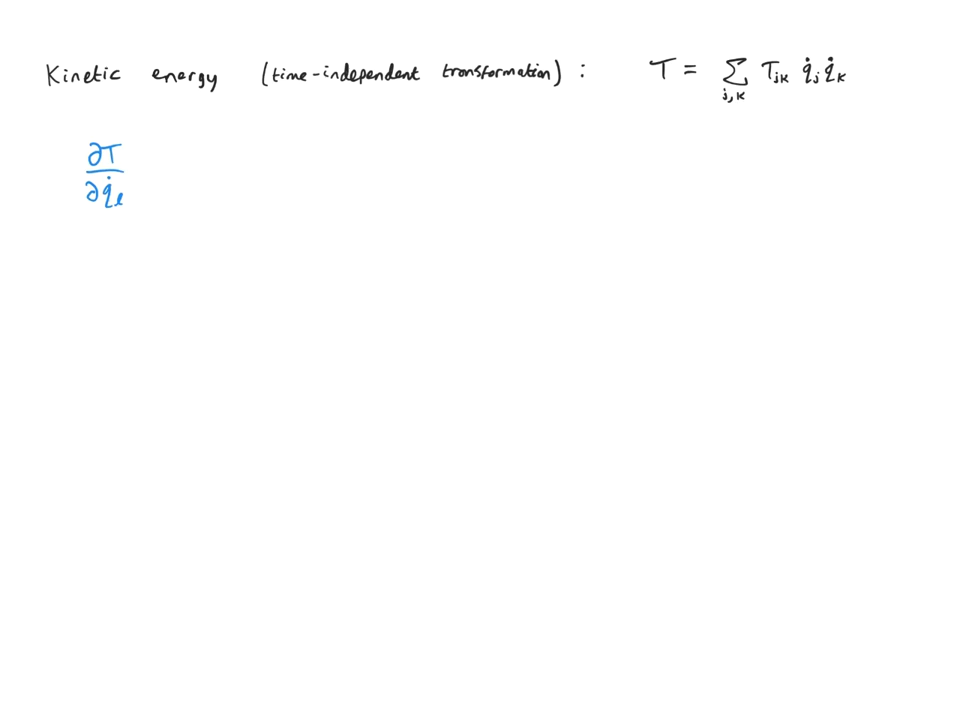 Kinetic energy (time-independent transformation): T = ∑_{j,k} T_{jk} q̇_j q̇_k
∂T
∂q̇_ℓ